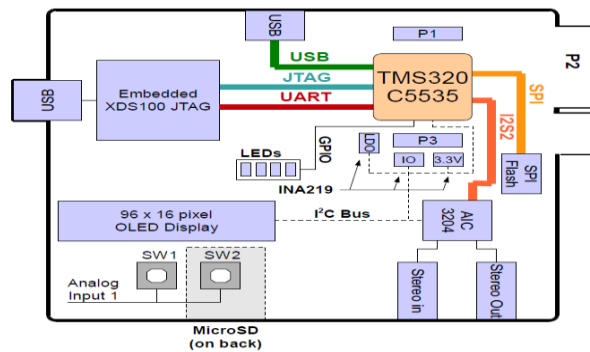 USB
P1
P2
USB
JTAG
UART
TMS320
C5535
SPI
I2S2
USB
Embedded
XDS100 JTAG
GPIO
LEDs
LDO
P3
IO
3.3V
INA219
SPI
Flash
96 x 16 pixel
OLED Display
I²C Bus
AIC
3204
SW1
SW2
Analog
Input 1
Stereo in
Stereo Out
MicroSD
(on back)